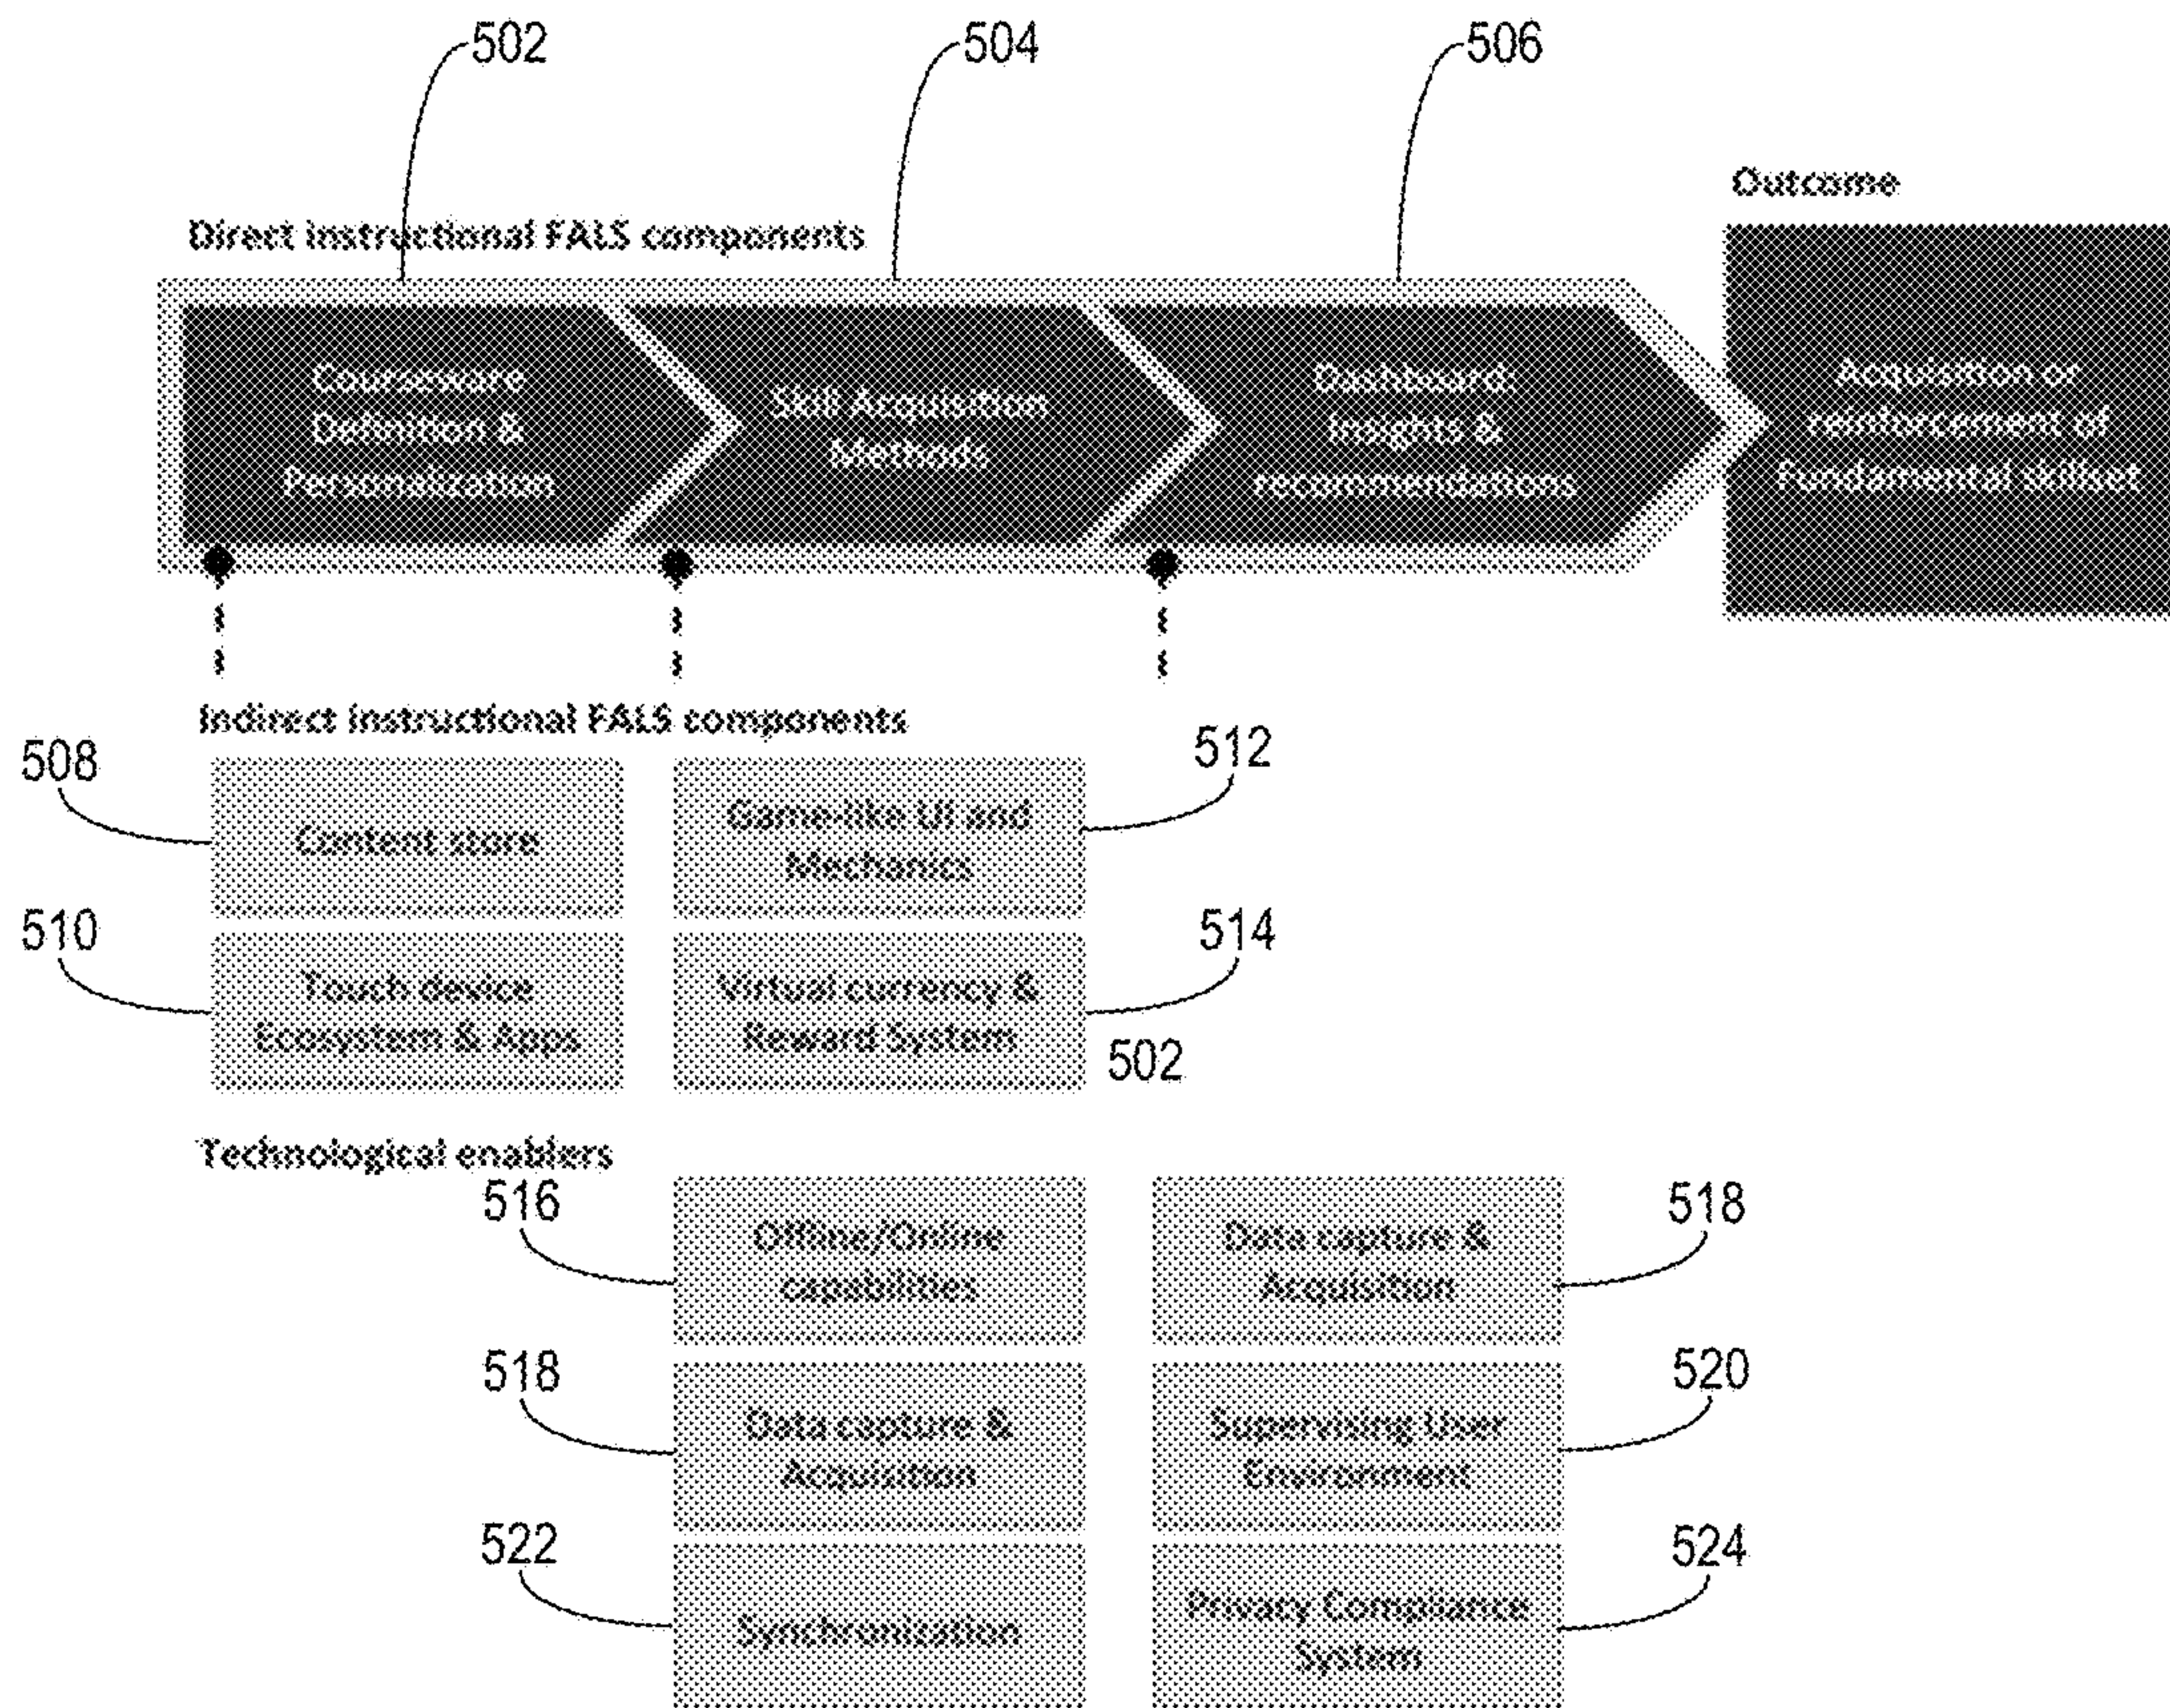 502
504
506
Outcome
Direct instructional FALS components
Courseware
Definition &
Personalization
Skill Acquisition
Methods
Dashboard:
Insights &
recommendations
Acquisition or
reinforcement of
Fundamental skillset
Indirect instructional FALS components
508
Content store
Game-like UI and
Mechanics
512
510
Touch device
Ecosystem & Apps
Virtual currency &
Reward System
514
502
Technological enablers
516
Offline/Online
capabilities
Data capture &
Acquisition
518
518
Data capture &
Acquisition
Supervising User
Environment
520
522
Synchronization
Privacy Compliance
System
524